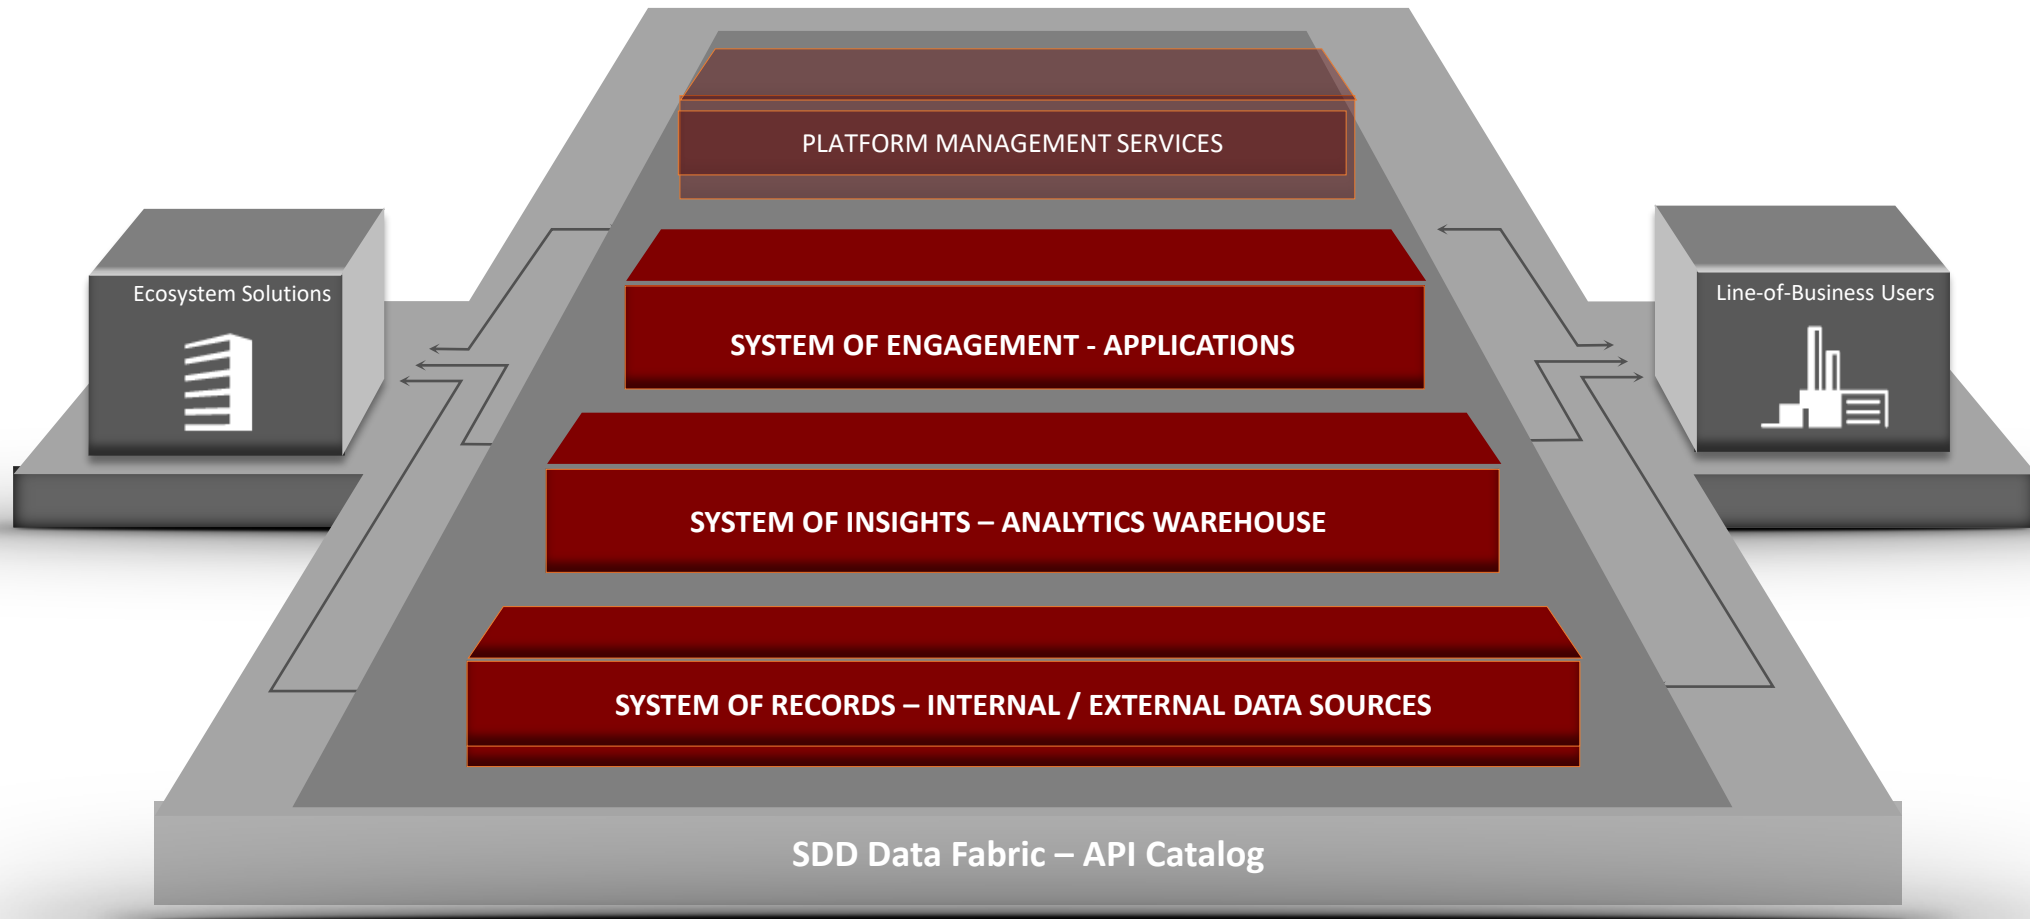 PLATFORM MANAGEMENT SERVICES
Ecosystem Solutions
Line-of-Business Users
SYSTEM OF ENGAGEMENT - APPLICATIONS
SYSTEM OF INSIGHTS – ANALYTICS WAREHOUSE
SYSTEM OF RECORDS – INTERNAL / EXTERNAL DATA SOURCES
SDD Data Fabric – API Catalog